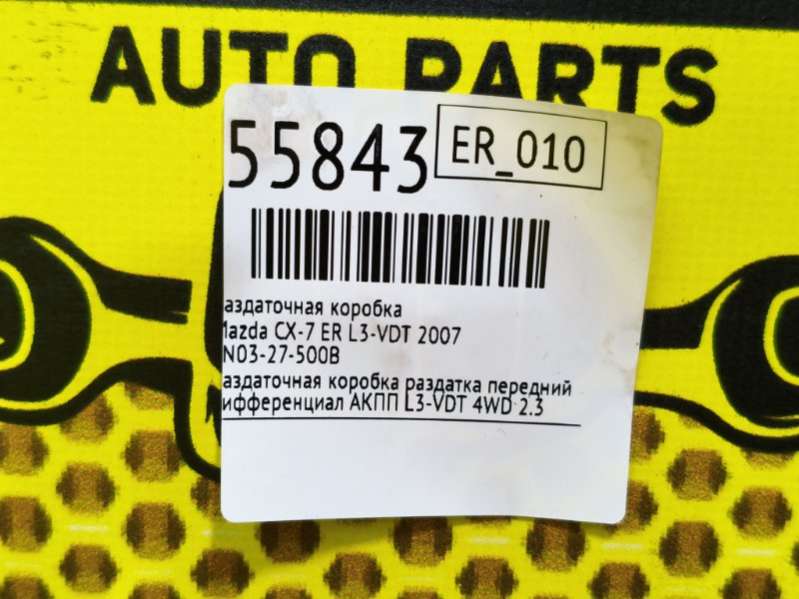 AUTO PARTS
55843
ER_010
аздаточная коробка
azda CX-7 ER L3-VDT 2007
N03-27-500B
аздаточная коробка раздатка передний
ифференциал АКПП L3-VDT 4WD 2.3